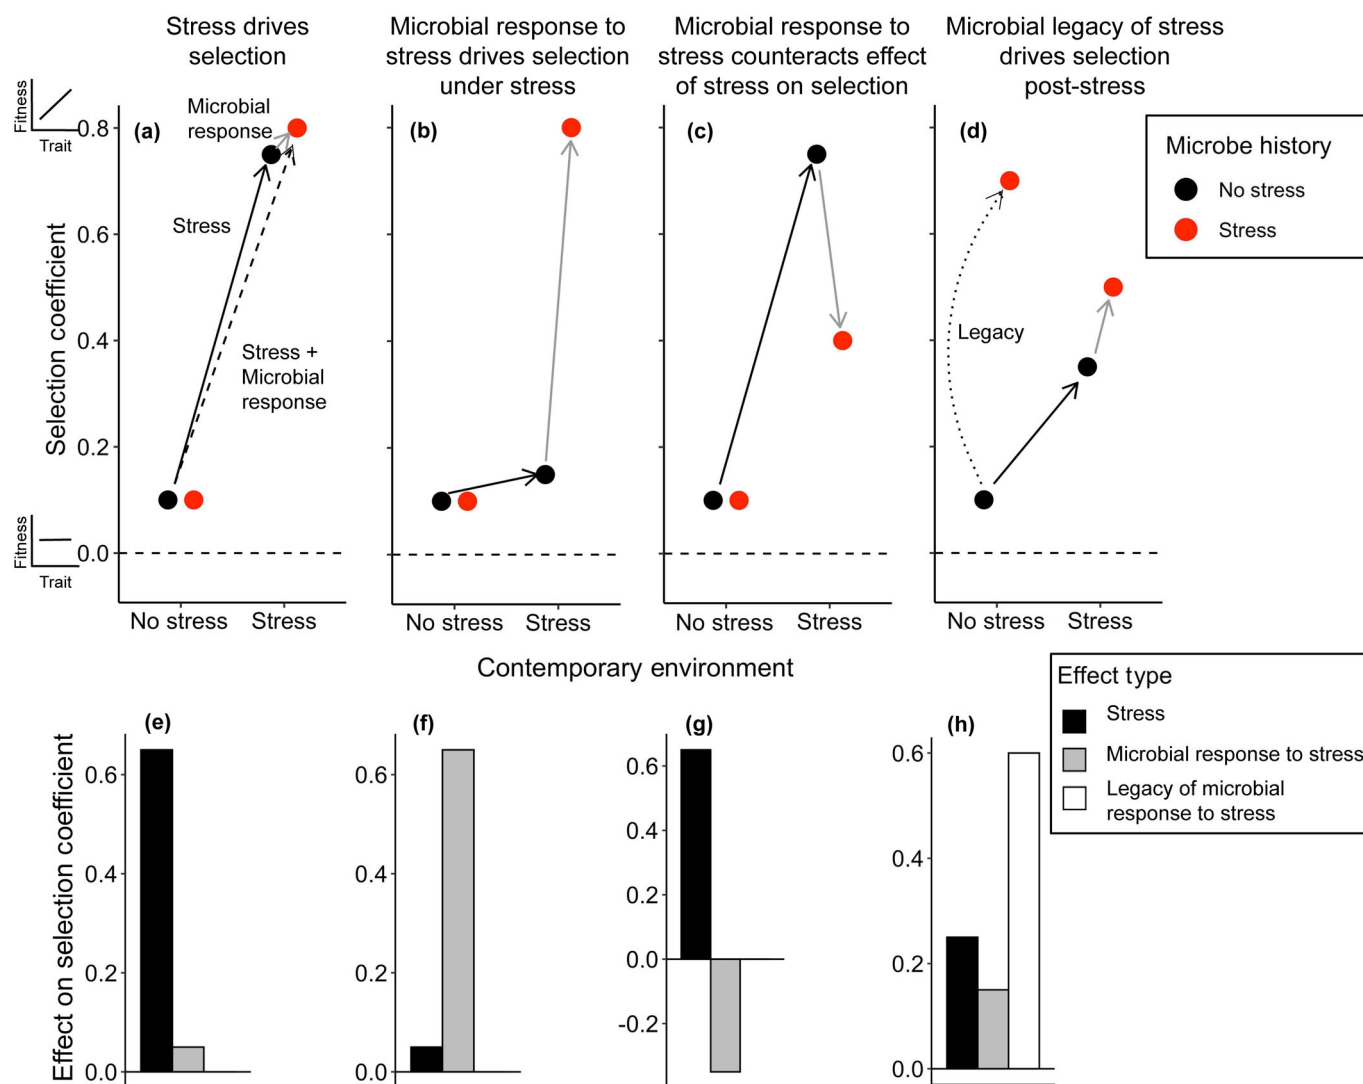 Stress drives
selection
Microbial response to
stress drives selection
under stress
Microbial response to
stress counteracts effect
of stress on selection
Microbial legacy of stress
drives selection
post-stress
Fitness
Trait
Fitness
Trait
Selection coefficient
0.8
0.6
0.4
0.2
0.0
(a)
Microbial
response
Stress
Stress +
Microbial
response
No stress
Stress
(b)
No stress
Stress
(c)
No stress
Stress
(d)
Legacy
No stress
Stress
Microbe history
No stress
Stress
Contemporary environment
Effect type
Stress
Microbial response to stress
Legacy of microbial
response to stress
Effect on selection coefficient
(e)
0.6
0.4
0.2
0.0
(f)
0.6
0.4
0.2
0.0
(g)
0.6
0.4
0.2
0.0
-0.2
(h)
0.6
0.4
0.2
0.0